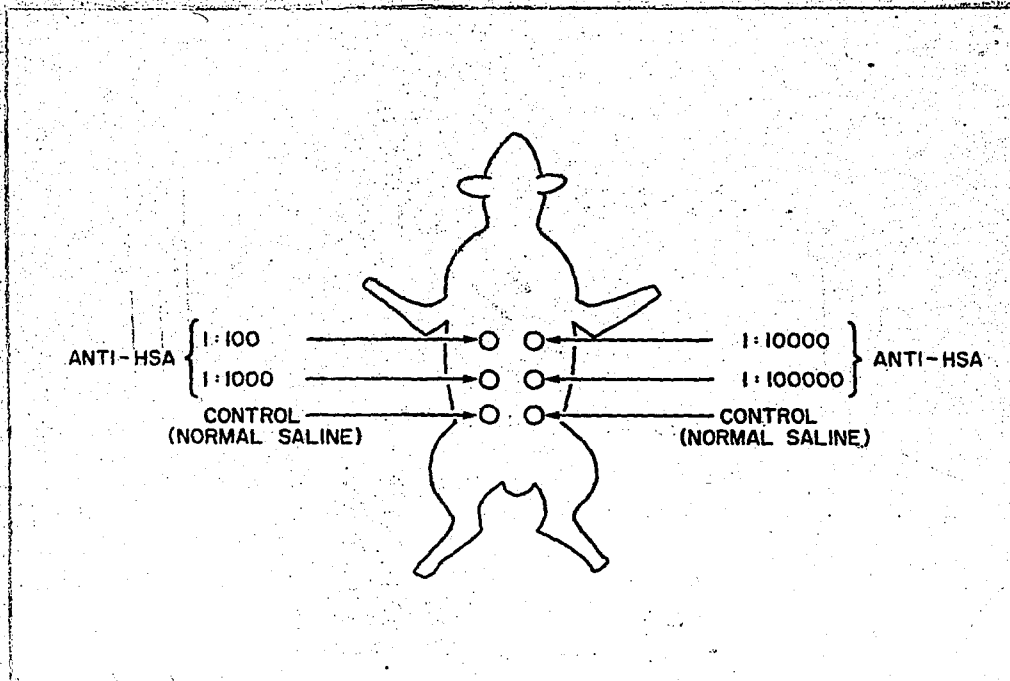 ANTI-HSA
1:100
1:1000
CONTROL
(NORMAL SALINE)
1:10000
1:100000
ANTI-HSA
CONTROL
(NORMAL SALINE)